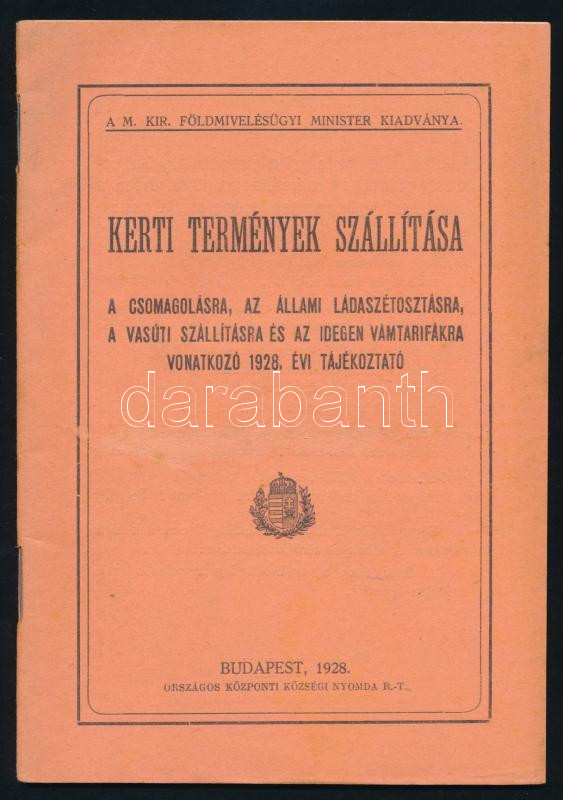 A M. KIR. FÖLDMIVELÉSÜGYI MINISTER KIADVÁNYA.
KERTI TERMÉNYEK SZÁLLÍTÁSA
A CSOMAGOLÁSRA, AZ ÁLLAMI LÁDASZÉTOSZTÁSRA,
A VASÚTI SZÁLLÍTÁSRA ÉS AZ IDEGEN VÁMTARIFÁKRA
VONATKOZÓ 1928. ÉVI TÁJÉKOZTATÓ
darabanth
BUDAPEST, 1928.
ORSZÁGOS KÖZPONTI KÖZSÉGI NYOMDA R.-T.